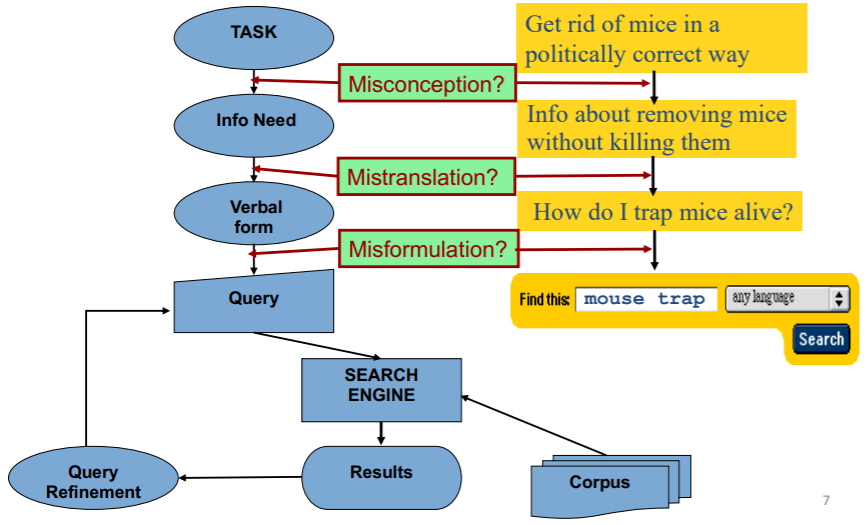 TASK
Get rid of mice in a
politically correct way
Misconception?
Info Need
Info about removing mice
without killing them
Mistranslation?
Verbal
form
How do I trap mice alive?
Misformulation?
Query
Find this: mouse trap any language
Search
SEARCH
ENGINE
Query
Refinement
Results
Corpus
7